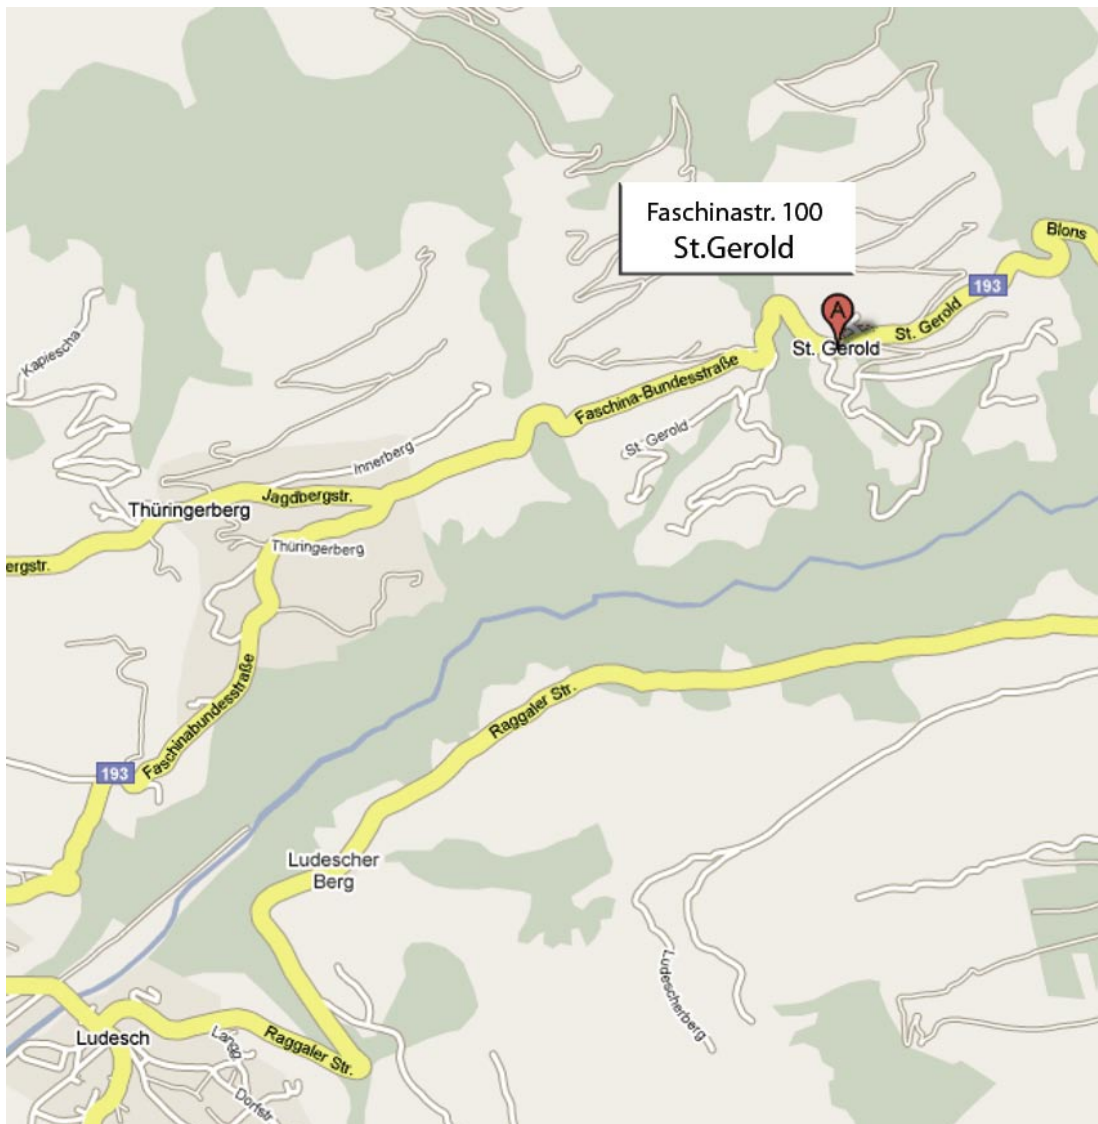 Faschinastr. 100
St.Gerold
Blons
193
A
St. Gerold
St. Gerold
Faschina-Bundesstraße
Kapiescha
St. Gerold
Innerberg
Jagdbergstr.
Thüringerberg
Thüringerberg
ergstr.
Faschinabundesstraße
Raggaler Str.
193
Ludescher
Berg
Ludescherberg
Ludesch
Langg
Raggaler Str.
Dorfstr.